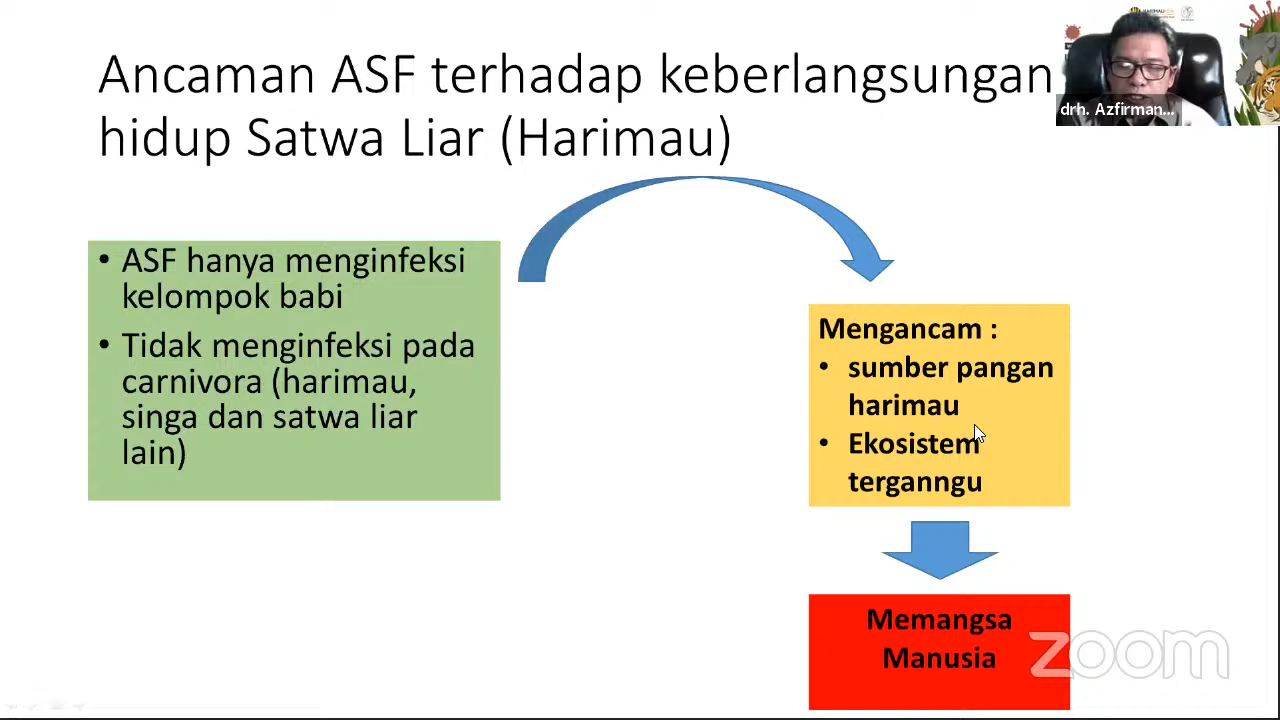 Ancaman ASF terhadap keberlangsungan
hidup Satwa Liar (Harimau)
drh. Azfirman...
• ASF hanya menginfeksi
kelompok babi
• Tidak menginfeksi pada
carnivora (harimau,
singa dan satwa liar
lain)
Mengancam :
• sumber pangan
harimau
• Ekosistem
terganngu
Memangsa
Manusia
zoom